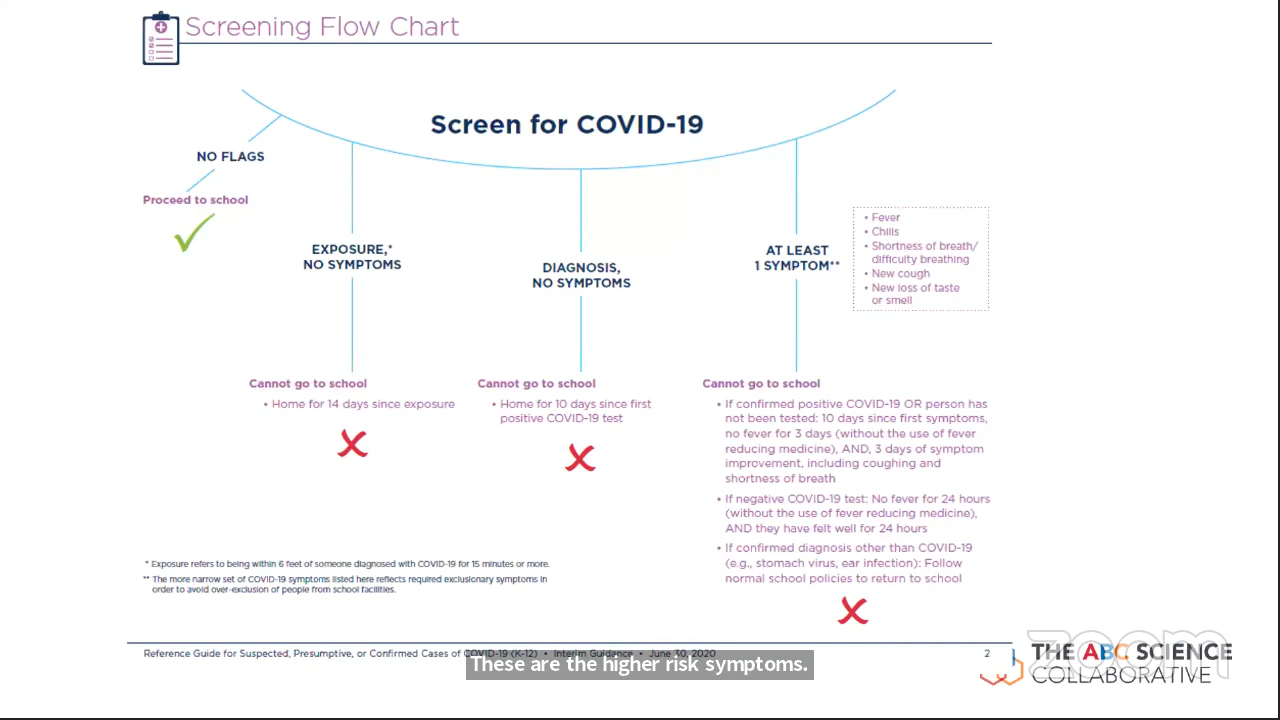 Screening Flow Chart
Screen for COVID-19
NO FLAGS
Proceed to school
EXPOSURE,*
NO SYMPTOMS
Cannot go to school
• Home for 14 days since exposure
DIAGNOSIS,
NO SYMPTOMS
Cannot go to school
• Home for 10 days since first
positive COVID-19 test
AT LEAST
1 SYMPTOM**
• Fever
• Chills
• Shortness of breath/
difficulty breathing
• New cough
• New loss of taste
or smell
Cannot go to school
• If confirmed positive COVID-19 OR person has
not been tested: 10 days since first symptoms,
no fever for 3 days (without the use of fever
reducing medicine), AND, 3 days of symptom
improvement, including coughing and
shortness of breath
• If negative COVID-19 test: No fever for 24 hours
(without the use of fever reducing medicine),
AND they have felt well for 24 hours
• If confirmed diagnosis other than COVID-19
(e.g., stomach virus, ear infection): Follow
normal school policies to return to school
* Exposure refers to being within 6 feet of someone diagnosed with COVID-19 for 15 minutes or more.
** The more narrow set of COVID-19 symptoms listed here reflects required exclusionary symptoms in
order to avoid over-exclusion of people from school facilities.
Reference Guide for Suspected, Presumptive, or Confirmed Cases of COVID-19 (K-12) • Interim Guidance • June 30, 2020
2
These are the higher risk symptoms.
zoom
THE ABC SCIENCE
COLLABORATIVE